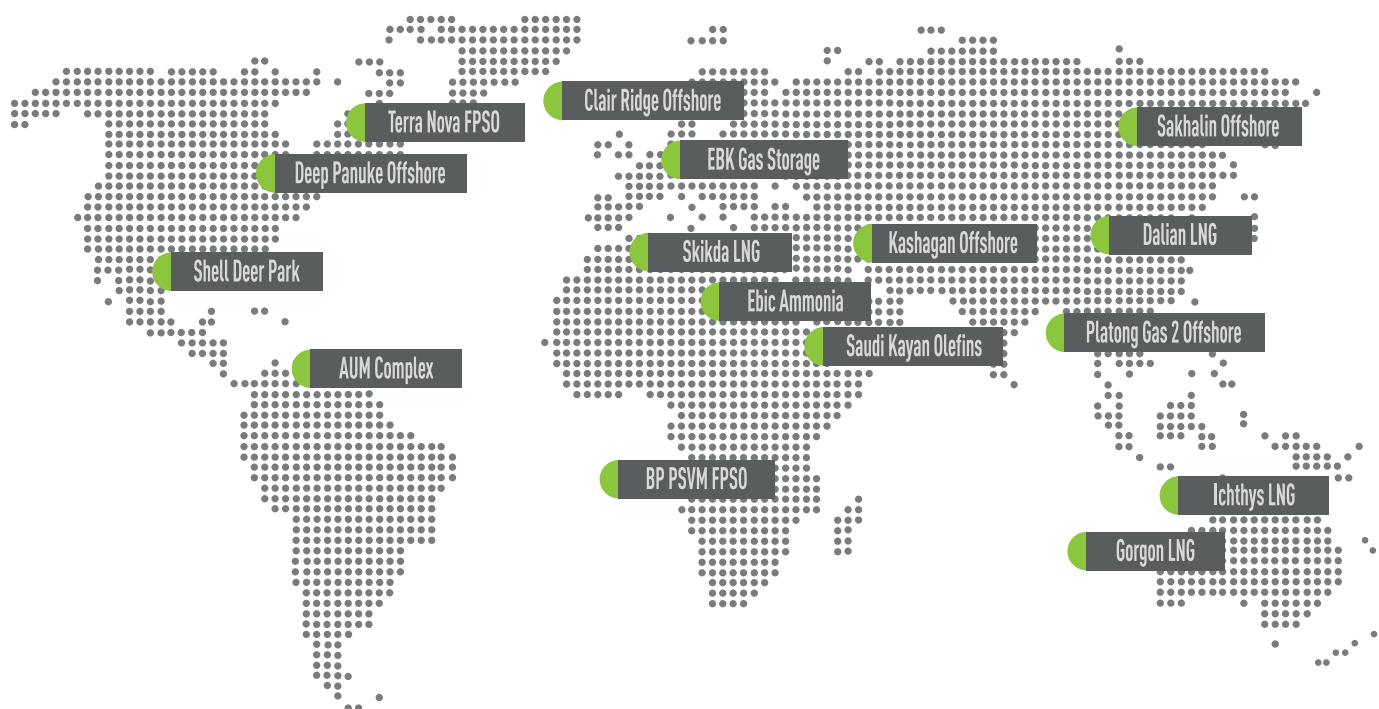 Clair Ridge Offshore
Terra Nova FPSO
Sakhalin Offshore
EBK Gas Storage
Deep Panuke Offshore
Dalian LNG
Kashagan Offshore
Skikda LNG
Shell Deer Park
Ebic Ammonia
Platong Gas 2 Offshore
Saudi Kayan Olefins
AUM Complex
BP PSVM FPSO
Ichthys LNG
Gorgon LNG